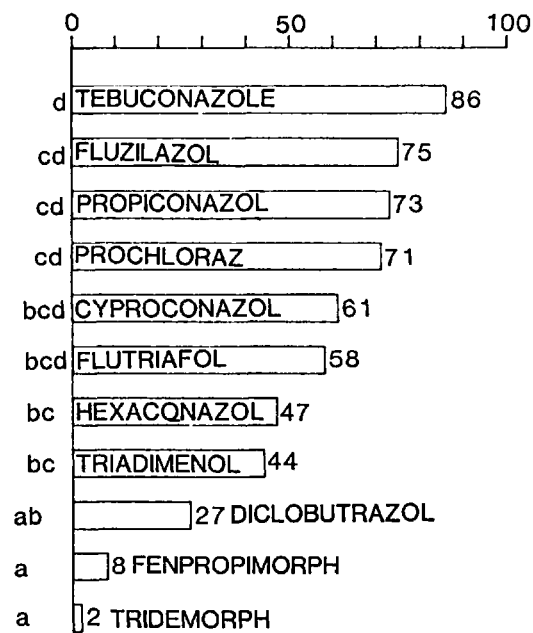 0 50 100
d TEBUCONAZOLE 86
cd FLUZILAZOL 75
cd PROPICONAZOL 73
cd PROCHLORAZ 71
bcd CYPROCONAZOL 61
bcd FLUTRIAFOL 58
bc HEXACQNAZOL 47
bc TRIADIMENOL 44
ab 27 DICLOBUTRAZOL
a 8 FENPROPIMORPH
a 2 TRIDEMORPH